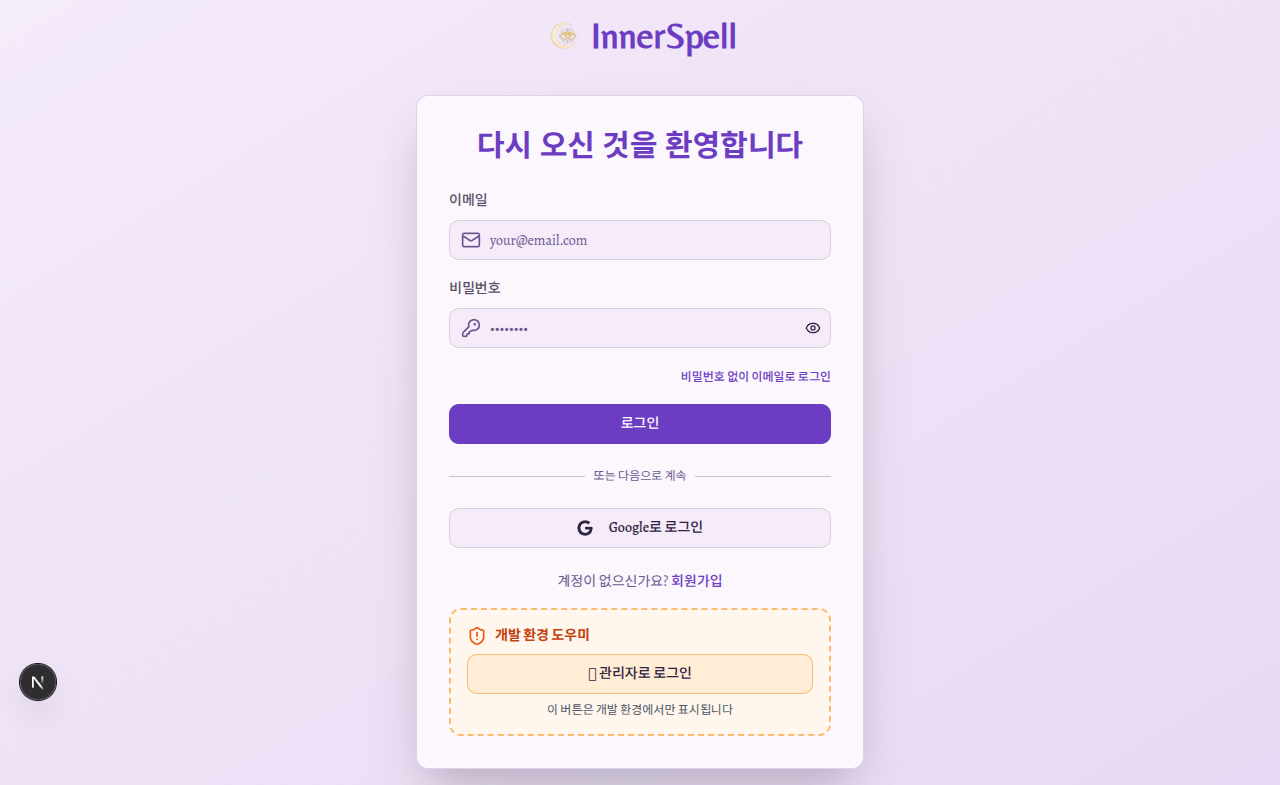 InnerSpell
다시 오신 것을 환영합니다
이메일
your@email.com
비밀번호
••••••••
비밀번호 없이 이메일로 로그인
로그인
또는 다음으로 계속
Google로 로그인
계정이 없으신가요? 회원가입
개발 환경 도우미
관리자로 로그인
이 버튼은 개발 환경에서만 표시됩니다
N